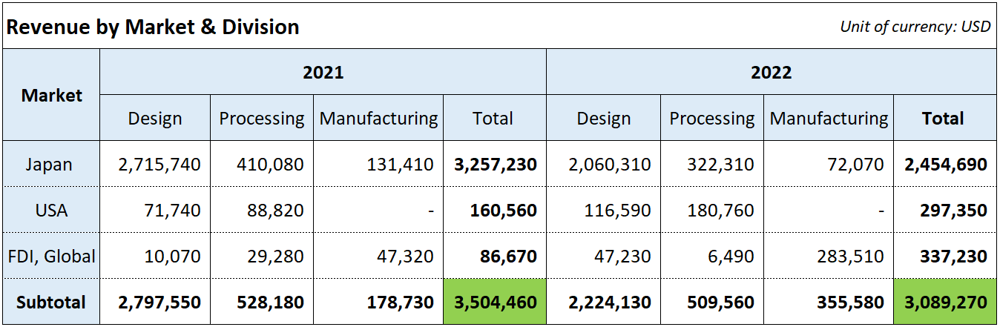 Revenue by Market & Division Unit of currency: USD
Market 2021 2022
Design Processing Manufacturing Total Design Processing Manufacturing Total
Japan 2,715,740 410,080 131,410 3,257,230 2,060,310 322,310 72,070 2,454,690
USA 71,740 88,820 - 160,560 116,590 180,760 - 297,350
FDI, Global 10,070 29,280 47,320 86,670 47,230 6,490 283,510 337,230
Subtotal 2,797,550 528,180 178,730 3,504,460 2,224,130 509,560 355,580 3,089,270